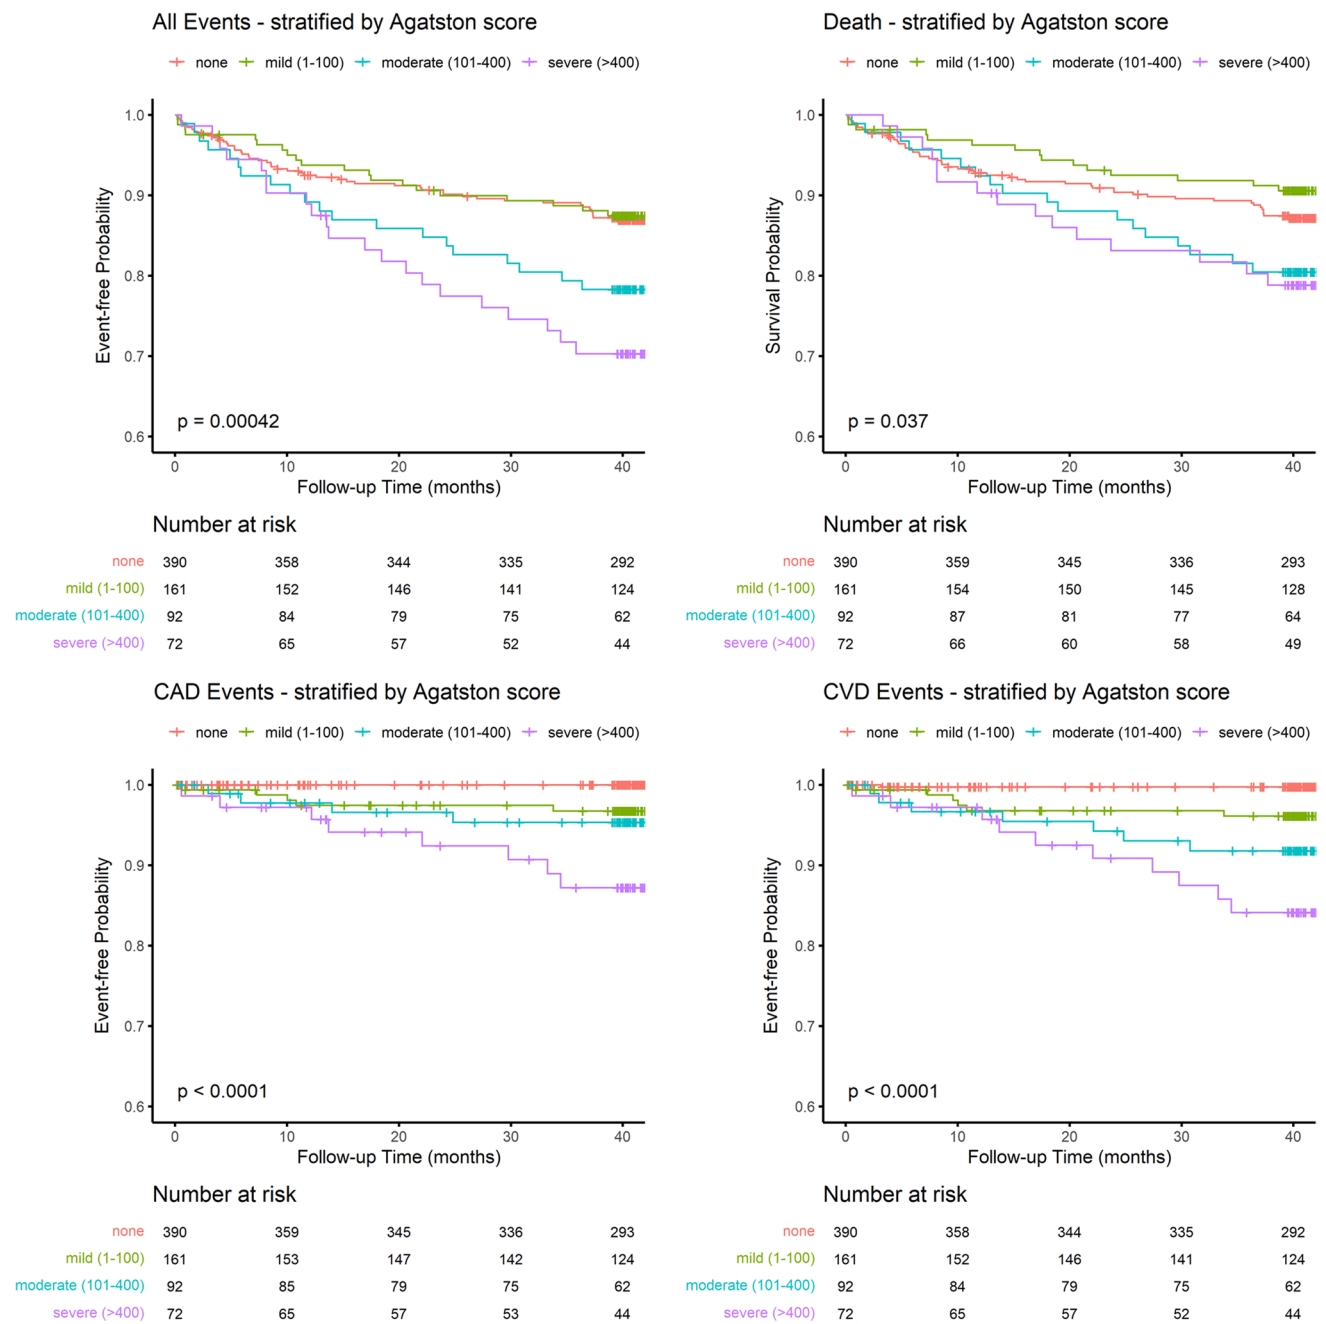 All Events - stratified by Agatston score
none mild (1-100) moderate (101-400) severe (>400)
1.0
0.9
0.8
0.7
0.6
Event-free Probability
p = 0.00042
0 10 20 30 40
Follow-up Time (months)
Number at risk
none 390 358 344 335 292
mild (1-100) 161 152 146 141 124
moderate (101-400) 92 84 79 75 62
severe (>400) 72 65 57 52 44
Death - stratified by Agatston score
none mild (1-100) moderate (101-400) severe (>400)
1.0
0.9
0.8
0.7
0.6
Survival Probability
p = 0.037
0 10 20 30 40
Follow-up Time (months)
Number at risk
none 390 359 345 336 293
mild (1-100) 161 154 150 145 128
moderate (101-400) 92 87 81 77 64
severe (>400) 72 66 60 58 49
CAD Events - stratified by Agatston score
none mild (1-100) moderate (101-400) severe (>400)
1.0
0.9
0.8
0.7
0.6
Event-free Probability
p < 0.0001
0 10 20 30 40
Follow-up Time (months)
Number at risk
none 390 359 345 336 293
mild (1-100) 161 153 147 142 124
moderate (101-400) 92 85 79 75 62
severe (>400) 72 65 57 53 44
CVD Events - stratified by Agatston score
none mild (1-100) moderate (101-400) severe (>400)
1.0
0.9
0.8
0.7
0.6
Event-free Probability
p < 0.0001
0 10 20 30 40
Follow-up Time (months)
Number at risk
none 390 358 344 335 292
mild (1-100) 161 152 146 141 124
moderate (101-400) 92 84 79 75 62
severe (>400) 72 65 57 52 44